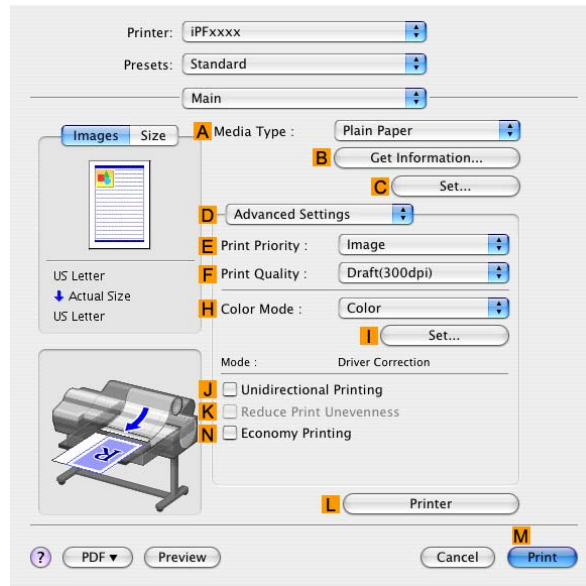 Printer: iPFxxxx
Presets: Standard
Main
Images Size
A Media Type : Plain Paper
B Get Information...
C Set...
D Advanced Settings
E Print Priority : Image
F Print Quality : Draft(300dpi)
H Color Mode : Color
I Set...
Mode : Driver Correction
J Unidirectional Printing
K Reduce Print Unevenness
N Economy Printing
US Letter
Actual Size
US Letter
R
L Printer
M
? PDF Preview Cancel Print